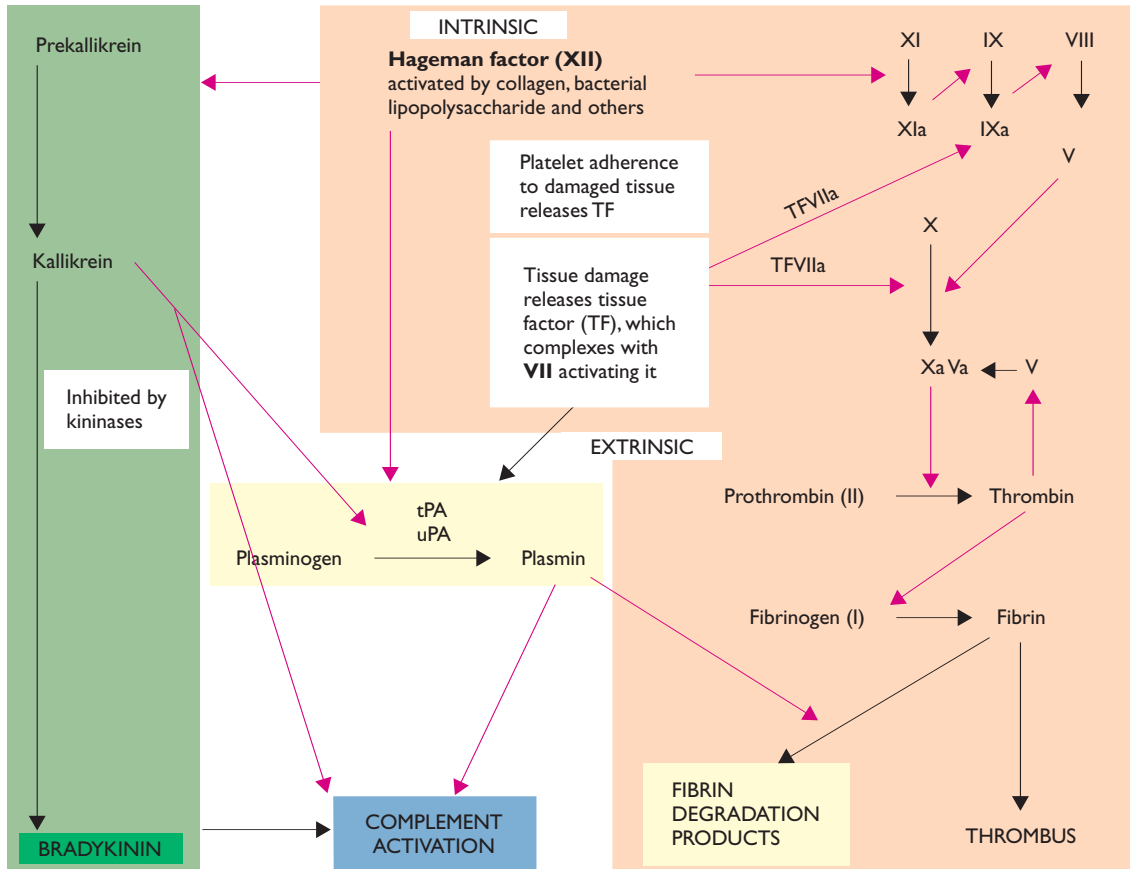 INTRINSIC
Prekallikrein
Hageman factor (XII)
activated by collagen, bacterial
lipopolysaccharide and others
XI
IX
VIII
XIa
IXa
V
Platelet adherence
to damaged tissue
releases TF
TFVIIa
X
Kallikrein
TFVIIa
Tissue damage
releases tissue
factor (TF), which
complexes with
VII activating it
Xa Va
V
Inhibited by
kininases
EXTRINSIC
Prothrombin (II)
Thrombin
tPA
uPA
Plasminogen
Plasmin
Fibrinogen (I)
Fibrin
FIBRIN
DEGRADATION
PRODUCTS
THROMBUS
COMPLEMENT
ACTIVATION
BRADYKININ